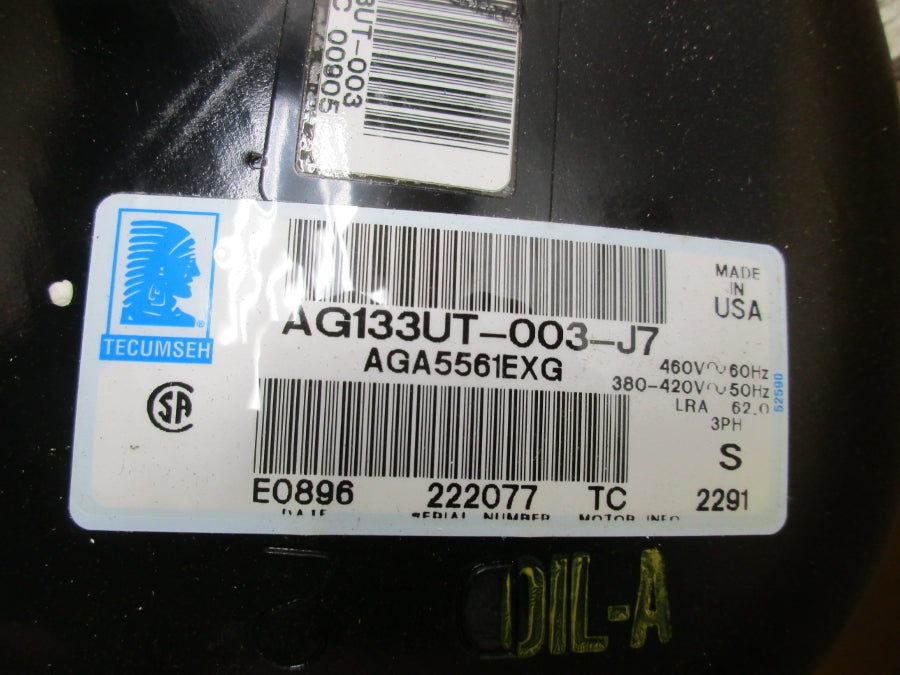 UT-003
C 00905
TECUMSEH
AG133UT-003-J7
AGA5561EXG
MADE
IN
USA
460V~60Hz
380-420V~50Hz
LRA 62.0
3PH
52590
S
E0896 222077 TC 2291
DATE SERIAL NUMBER MOTOR INFO
SA
OIL-A